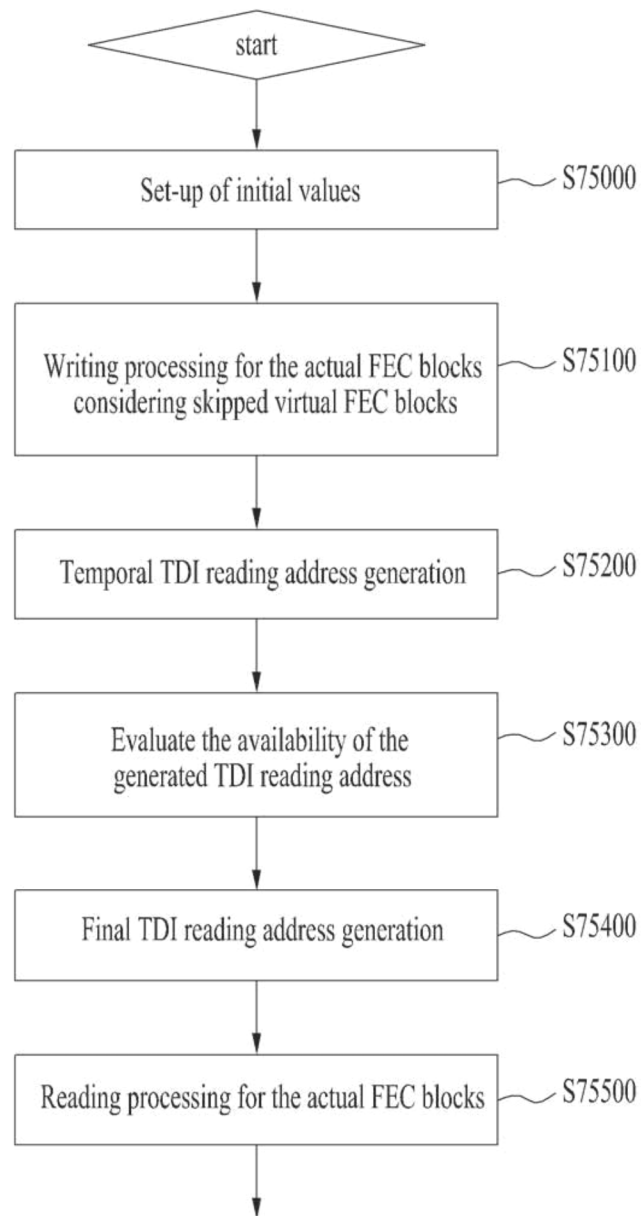 start
Set-up of initial values
S75000
Writing processing for the actual FEC blocks
considering skipped virtual FEC blocks
S75100
Temporal TDI reading address generation
S75200
Evaluate the availability of the
generated TDI reading address
S75300
Final TDI reading address generation
S75400
Reading processing for the actual FEC blocks
S75500